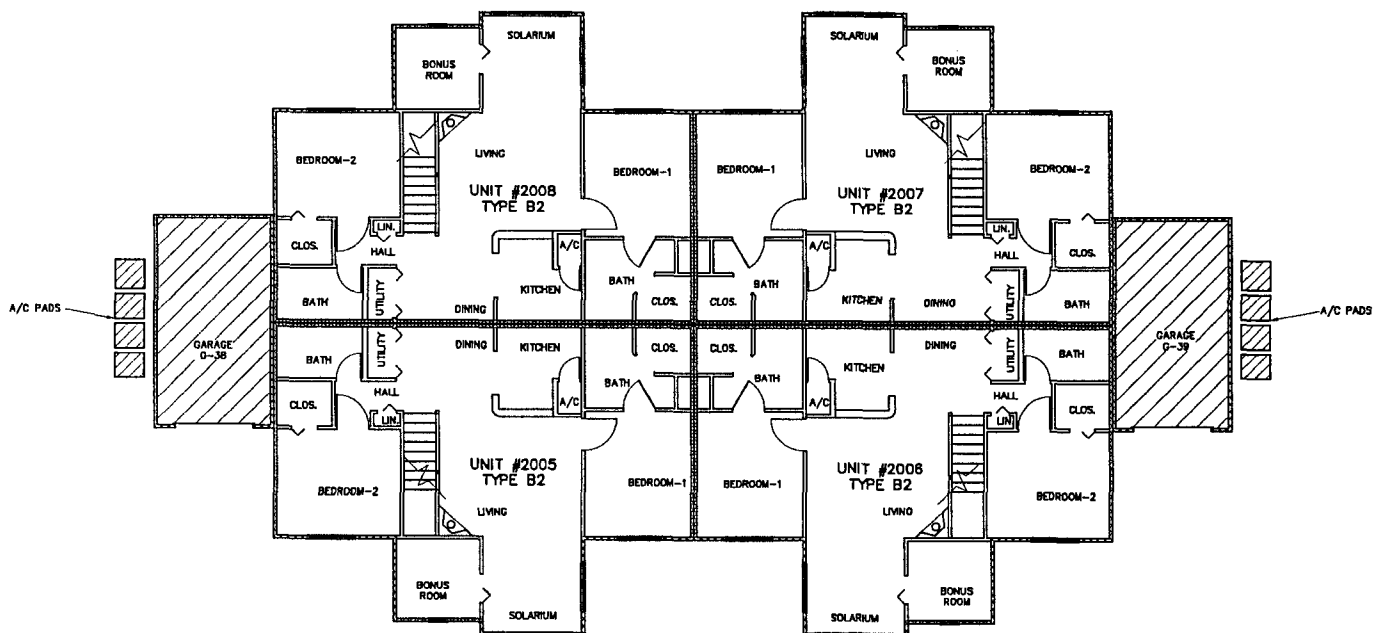 SOLARIUM
SOLARIUM
BONUS
ROOM
BONUS
ROOM
BEDROOM-2
LIVING
BEDROOM-1
BEDROOM-1
LIVING
BEDROOM-2
UNIT #2008
TYPE B2
UNIT #2007
TYPE B2
LIN.
LIN.
CLOS.
HALL
A/C
A/C
HALL
CLOS.
BATH
UTILITY
DINING
KITCHEN
BATH
CLOS.
CLOS.
BATH
KITCHEN
DINING
UTILITY
BATH
A/C PADS
A/C PADS
GARAGE
G-38
GARAGE
G-39
BATH
UTILITY
DINING
KITCHEN
BATH
CLOS.
CLOS.
BATH
KITCHEN
DINING
UTILITY
BATH
CLOS.
HALL
LIN.
A/C
A/C
HALL
LIN.
CLOS.
UNIT #2005
TYPE B2
UNIT #2006
TYPE B2
BEDROOM-2
LIVING
BEDROOM-1
BEDROOM-1
LIVING
BEDROOM-2
BONUS
ROOM
BONUS
ROOM
SOLARIUM
SOLARIUM